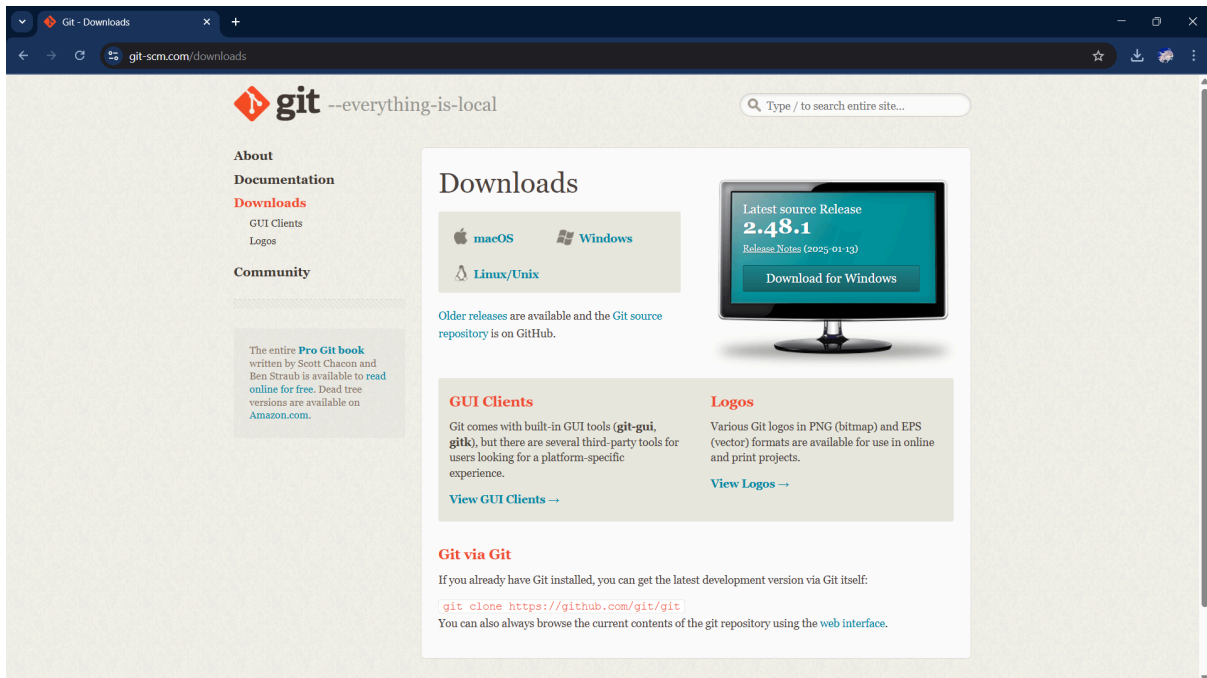 Git - Downloads
git-scm.com/downloads
git --everything-is-local
Type / to search entire site...
About
Documentation
Downloads
GUI Clients
Logos
Community
The entire Pro Git book
written by Scott Chacon and
Ben Straub is available to read
online for free. Dead tree
versions are available on
Amazon.com.
Downloads
macOS
Windows
Linux/Unix
Older releases are available and the Git source
repository is on GitHub.
Latest source Release
2.48.1
Release Notes (2025-01-13)
Download for Windows
GUI Clients
Git comes with built-in GUI tools (git-gui,
gitk), but there are several third-party tools for
users looking for a platform-specific
experience.
View GUI Clients →
Logos
Various Git logos in PNG (bitmap) and EPS
(vector) formats are available for use in online
and print projects.
View Logos →
Git via Git
If you already have Git installed, you can get the latest development version via Git itself:
git clone https://github.com/git/git
You can also always browse the current contents of the git repository using the web interface.